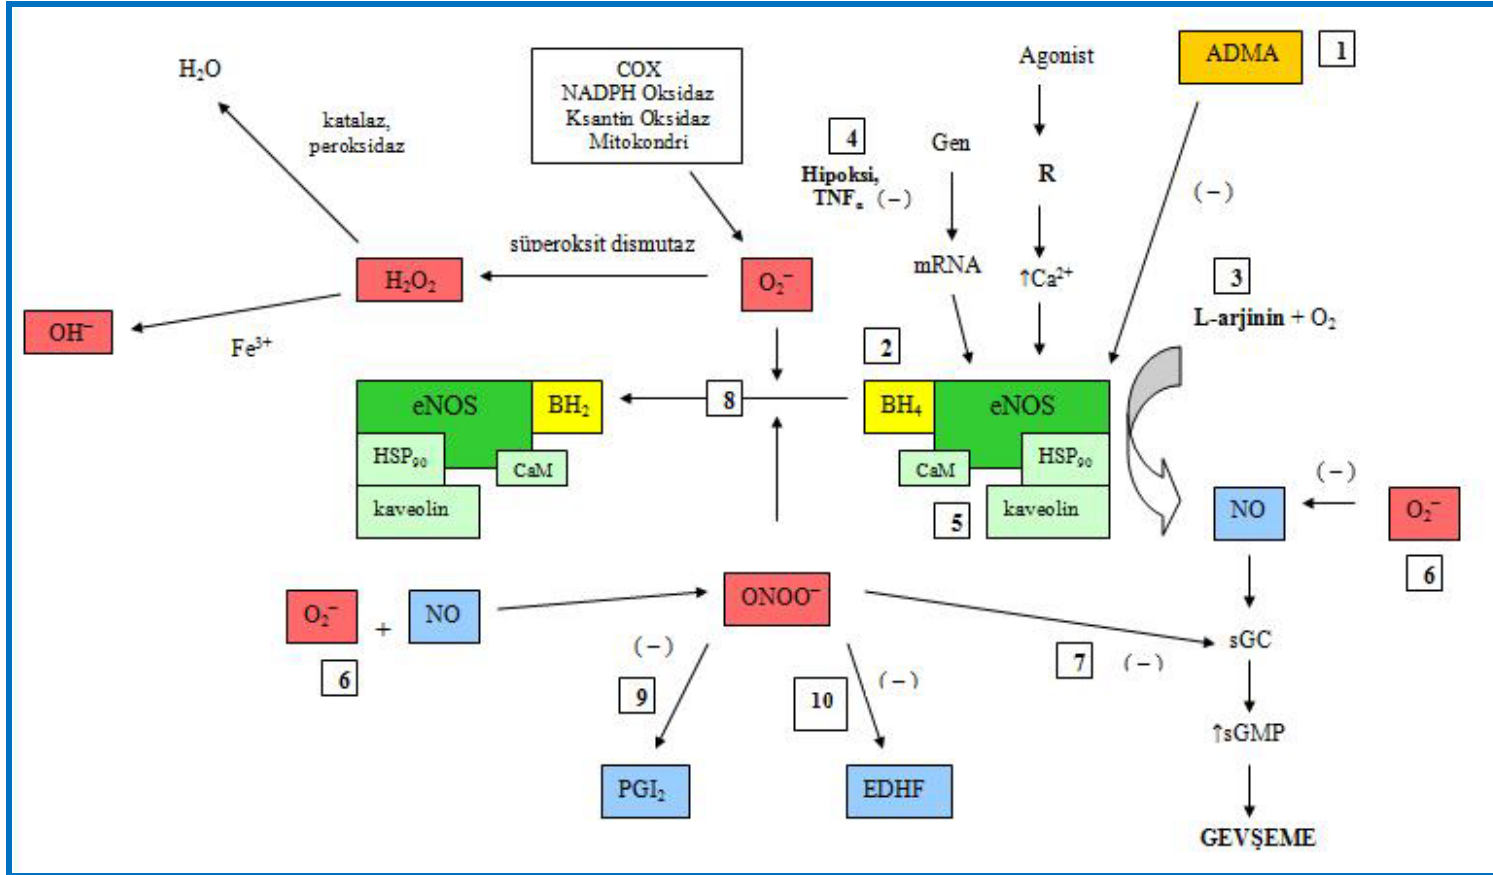 H₂O
COX
NADPH Oksidaz
Ksantin Oksidaz
Mitokondri
Agonist
ADMA
1
katalaz,
peroksidaz
4
Hipoksi,
TNFα (−)
Gen
R
(−)
mRNA
↑Ca²⁺
3
L-arjinin + O₂
süperoksit dismutaz
H₂O₂
O₂⁻
OH⁻
Fe³⁺
2
eNOS
BH₂
8
BH₄
eNOS
HSP₉₀
CaM
kaveolin
CaM
HSP₉₀
5
kaveolin
NO
(−)
O₂⁻
6
O₂⁻
+
NO
6
ONOO⁻
(−)
9
10
(−)
7
(−)
sGC
↑sGMP
PGI₂
EDHF
GEVŞEME